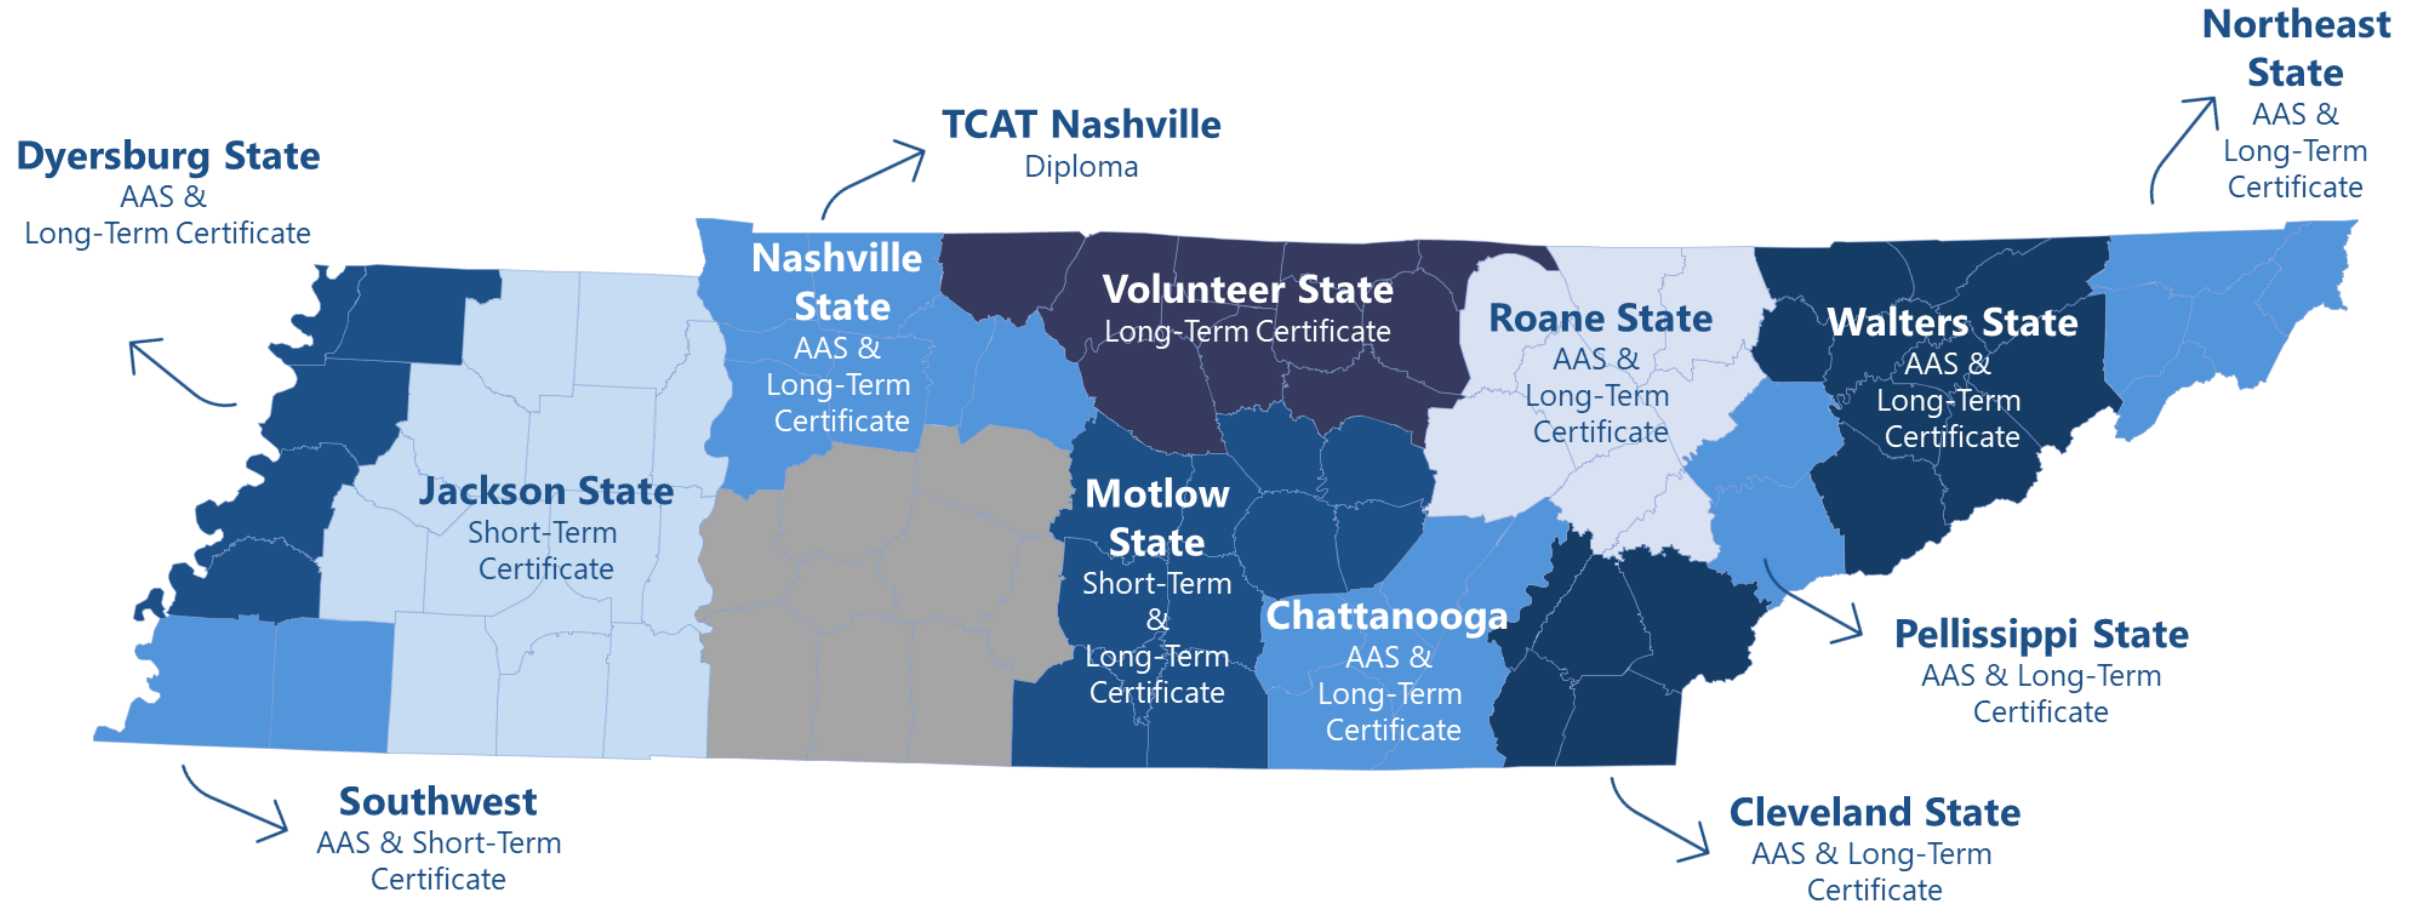 Northeast
State
AAS &
Long-Term
Certificate
TCAT Nashville
Diploma
Dyersburg State
AAS &
Long-Term Certificate
Nashville
State
AAS &
Long-Term
Certificate
Volunteer State
Long-Term Certificate
Roane State
AAS &
Long-Term
Certificate
Walters State
AAS &
Long-Term
Certificate
Jackson State
Short-Term
Certificate
Motlow
State
Short-Term
&
Long-Term
Certificate
Chattanooga
AAS &
Long-Term
Certificate
Pellissippi State
AAS & Long-Term
Certificate
Southwest
AAS & Short-Term
Certificate
Cleveland State
AAS & Long-Term
Certificate